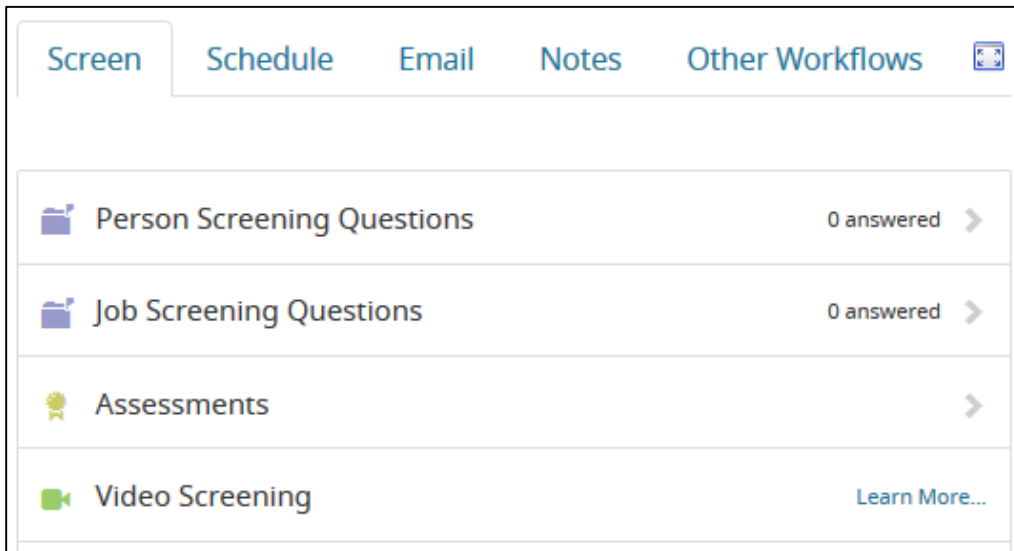 Screen Schedule Email Notes Other Workflows
Person Screening Questions 0 answered
Job Screening Questions 0 answered
Assessments
Video Screening Learn More...